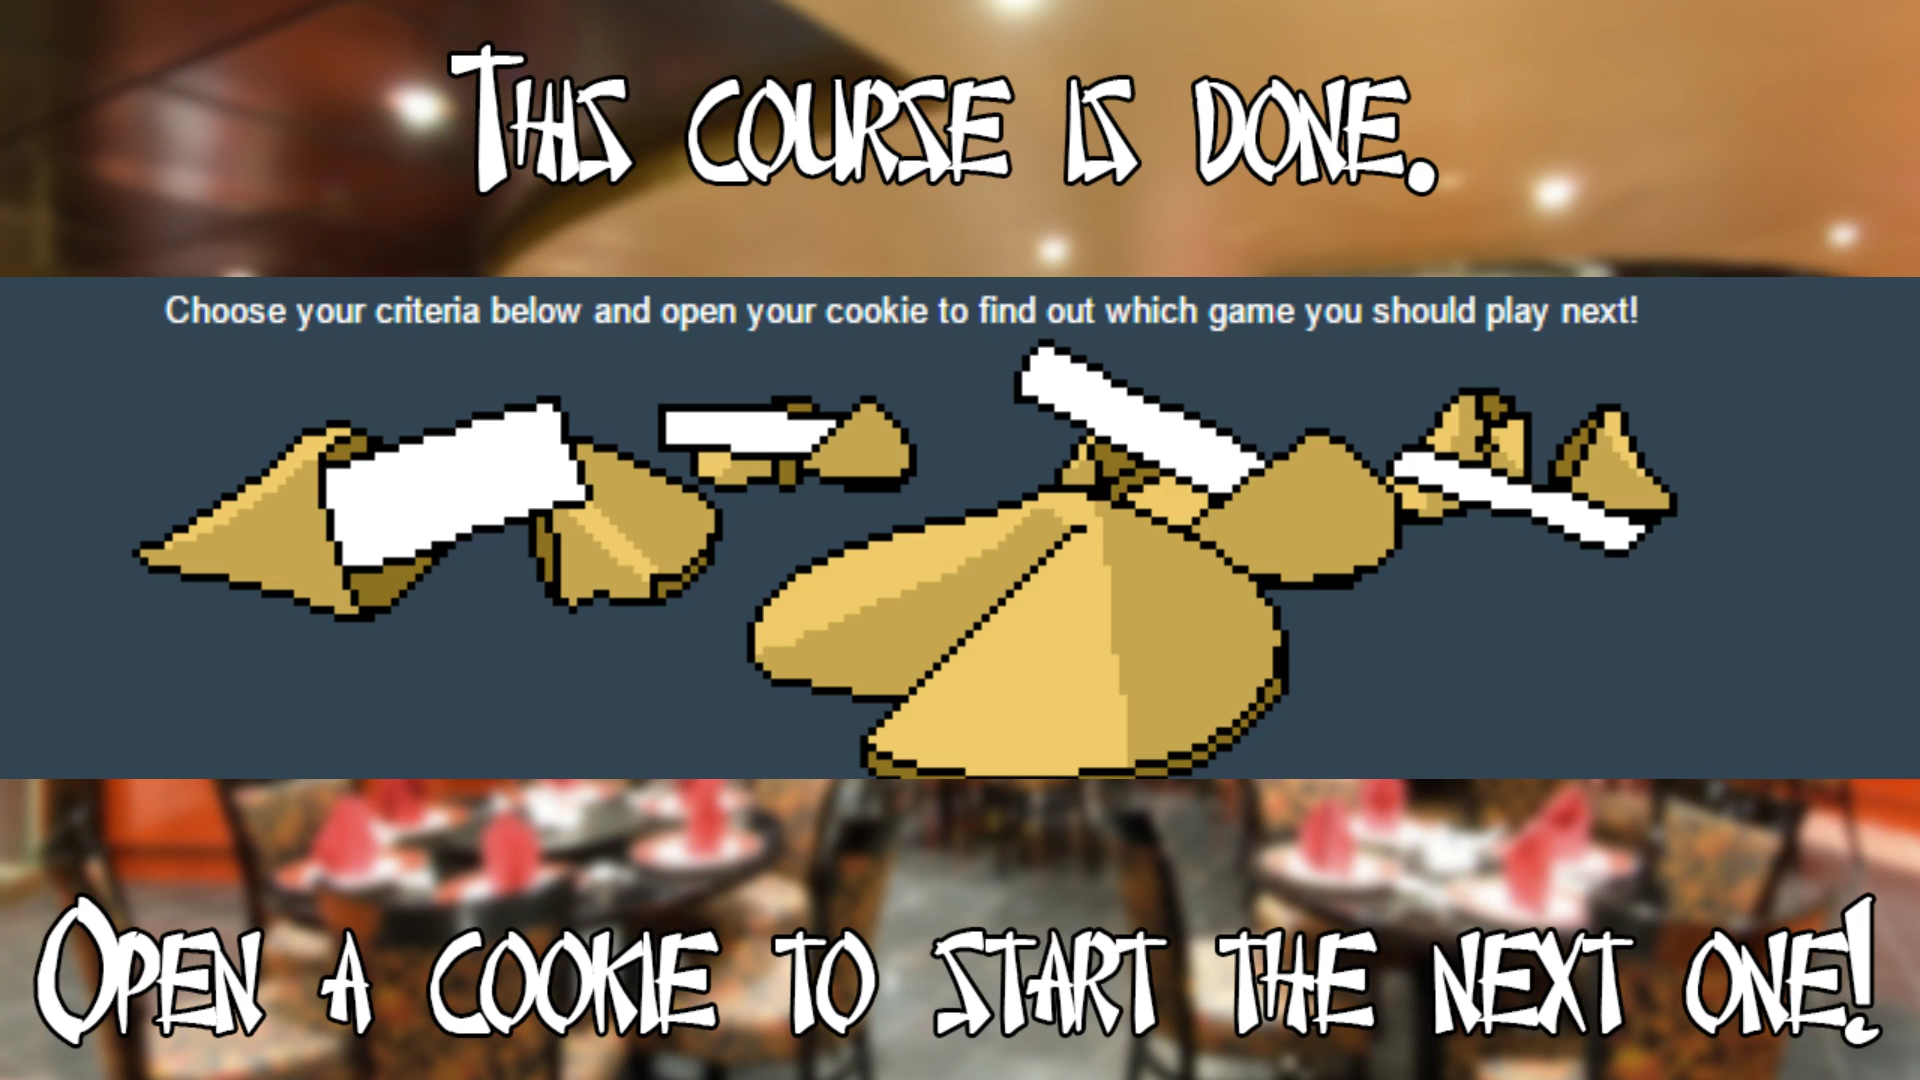 This course is done.
Choose your criteria below and open your cookie to find out which game you should play next!
Open a cookie to start the next one!